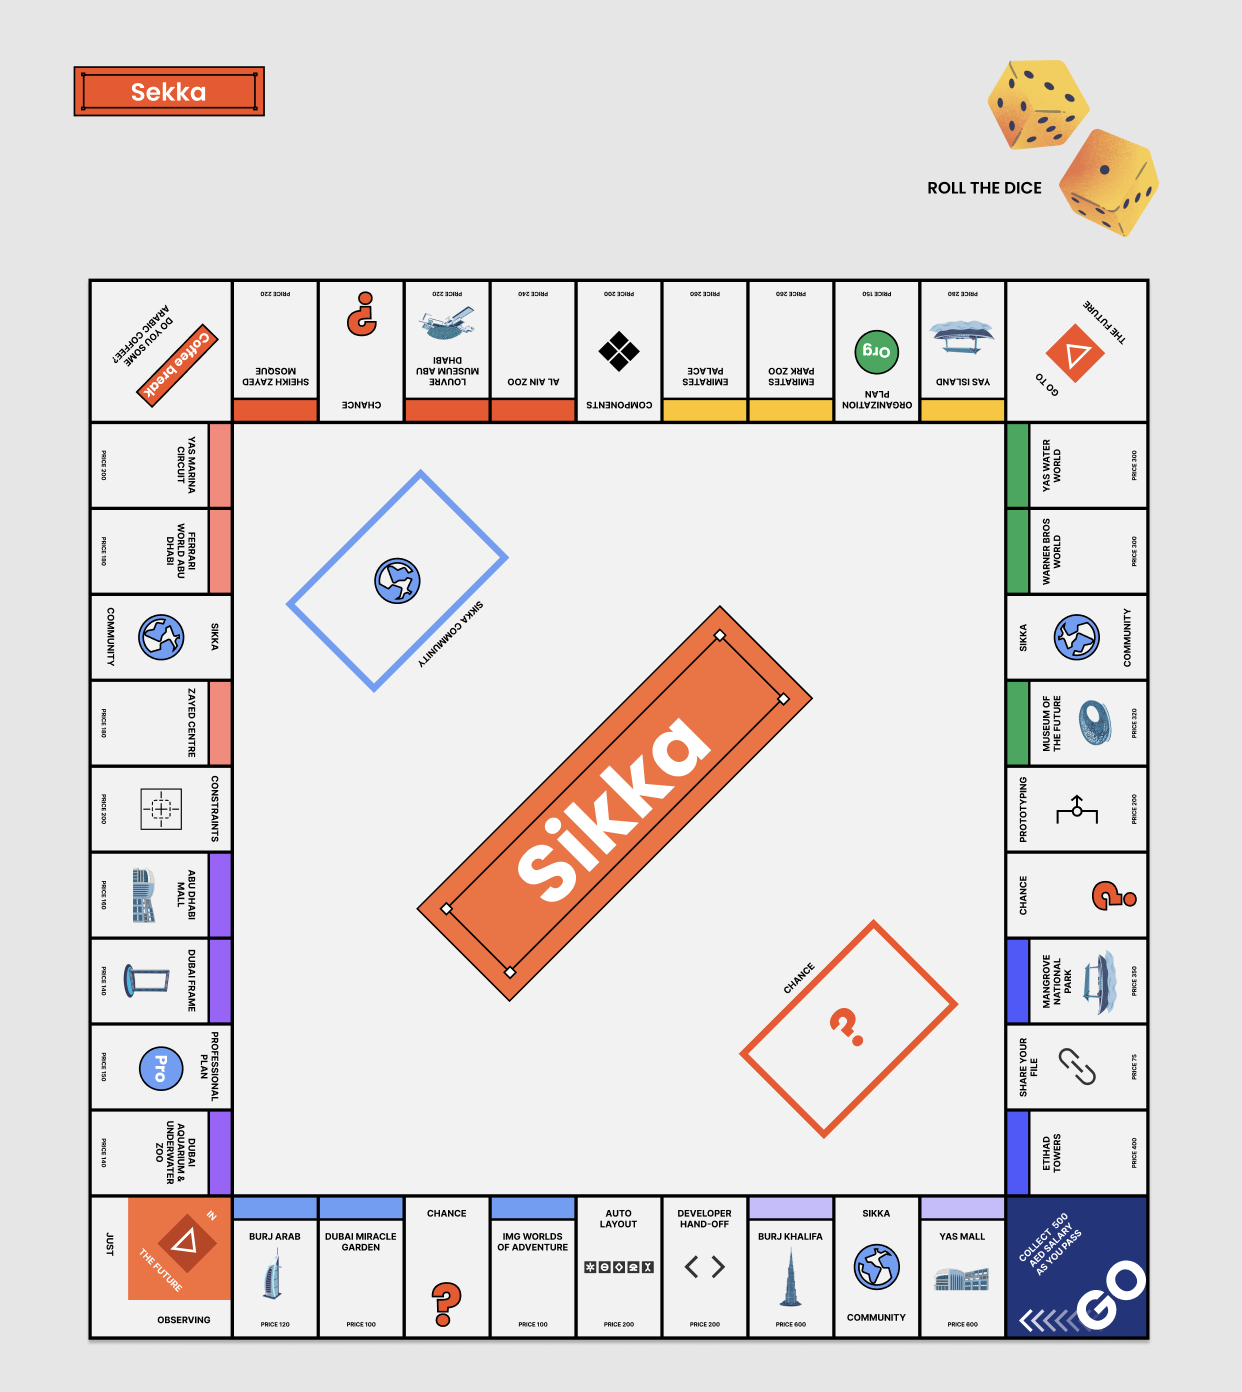 Sekka
ROLL THE DICE
DO YOU SOME
ARABIC COFFEE?
Coffee break
PRICE 220
SHEIKH ZAYED
MOSQUE
CHANCE
PRICE 220
LOUVRE
MUSEUM ABU
DHABI
PRICE 240
AL AIN ZOO
PRICE 200
COMPONENTS
PRICE 260
EMIRATES
PALACE
PRICE 260
EMIRATES
PARK ZOO
PRICE 150
Org
ORGANIZATION
PLAN
PRICE 280
YAS ISLAND
GO TO
THE FUTURE
YAS MARINA
CIRCUIT
PRICE 200
FERRARI
WORLD ABU
DHABI
PRICE 180
SIKKA
COMMUNITY
ZAYED CENTRE
PRICE 180
CONSTRAINTS
PRICE 200
ABU DHABI
MALL
PRICE 160
DUBAI FRAME
PRICE 140
PROFESSIONAL
PLAN
Pro
PRICE 150
DUBAI
AQUARIUM &
UNDERWATER
ZOO
PRICE 140
SIKKA COMMUNITY
Sikka
CHANCE
?
YAS WATER
WORLD
PRICE 300
WARNER BROS
WORLD
PRICE 300
SIKKA
COMMUNITY
MUSEUM OF
THE FUTURE
PRICE 320
PROTOTYPING
PRICE 200
CHANCE
?
MANGROVE
NATIONAL
PARK
PRICE 350
SHARE YOUR
FILE
PRICE 75
ETIHAD
TOWERS
PRICE 400
JUST
IN
THE FUTURE
OBSERVING
BURJ ARAB
PRICE 120
DUBAI MIRACLE
GARDEN
PRICE 100
CHANCE
?
IMG WORLDS
OF ADVENTURE
PRICE 100
AUTO
LAYOUT
PRICE 200
DEVELOPER
HAND-OFF
PRICE 200
BURJ KHALIFA
PRICE 600
SIKKA
COMMUNITY
YAS MALL
PRICE 600
COLLECT 500
AED SALARY
AS YOU PASS
GO